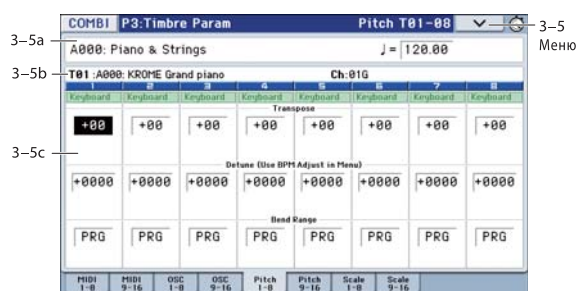 COMBI P3:Timbre Param Pitch T01-08
3–5
Меню
3–5a
A000: Piano & Strings ♩= 120.00
3–5b
T01 :A000: KROME Grand piano Ch:01G
1 2 3 4 5 6 7 8
Keyboard Keyboard Keyboard Keyboard Keyboard Keyboard Keyboard Keyboard
Transpose
+00 +00 +00 +00 +00 +00 +00 +00
3–5c
Detune (Use BPM Adjust in Menu)
+0000 +0000 +0000 +0000 +0000 +0000 +0000 +0000
Bend Range
PRG PRG PRG PRG PRG PRG PRG PRG
MIDI 1-8 MIDI 9-16 OSC 1-8 OSC 9-16 Pitch 1-8 Pitch 9-16 Scale 1-8 Scale 9-16